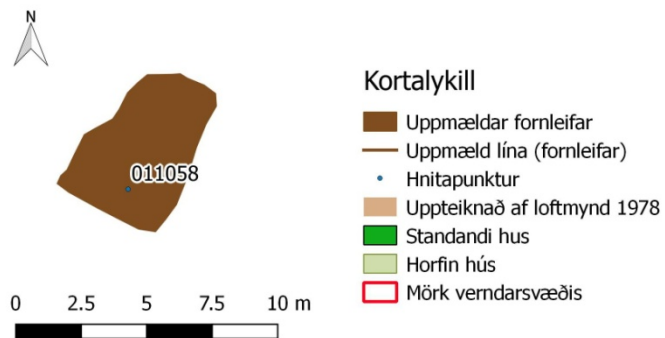 N
011058
0 2.5 5 7.5 10 m
Kortalykill
Uppmældar fornleifar
Uppmæld lína (fornleifar)
Hnitapunktur
Uppteiknað af loftmynd 1978
Standandi hus
Horfin hús
Mörk verndarsvæðis